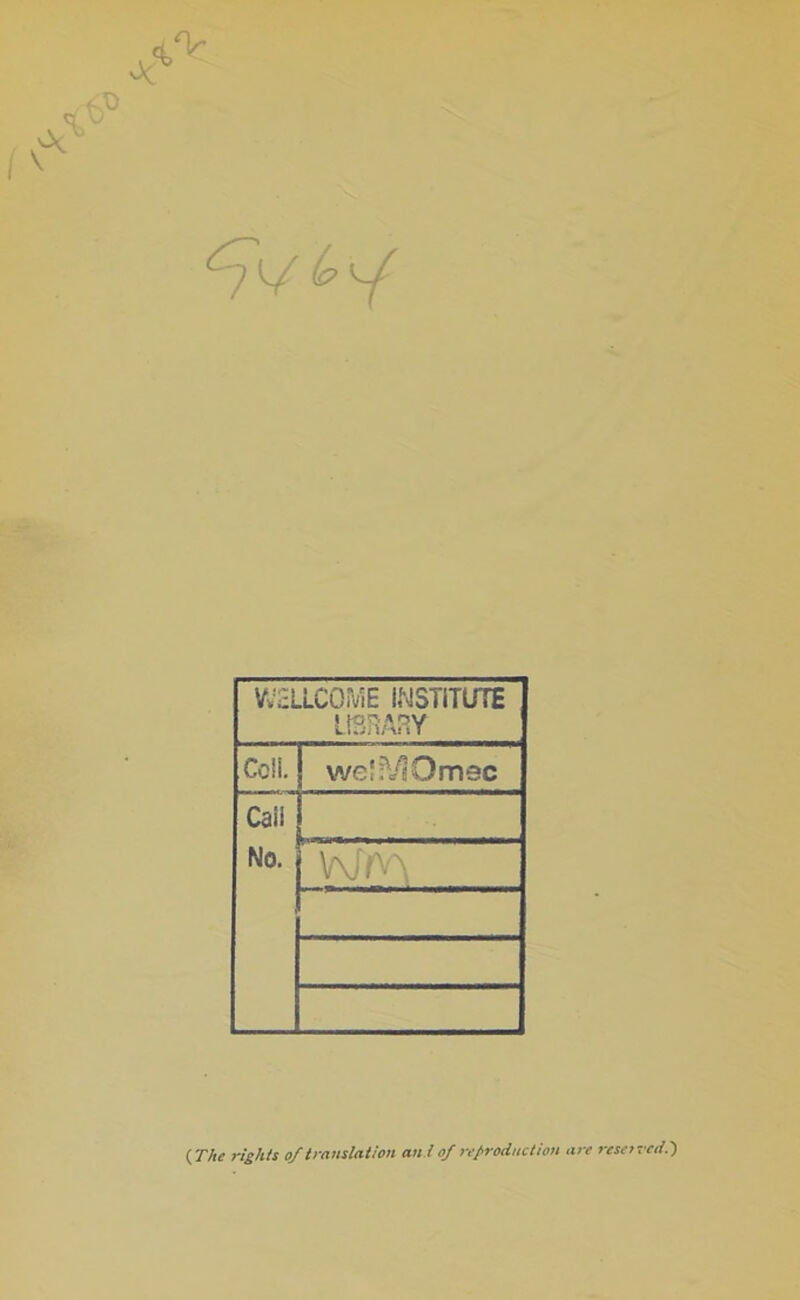 WELLCOME INSTITUTE
LIBRARY
Coll. welMOmec
Call
No. WM
(The rights of translation and of reproduction are reserved.)